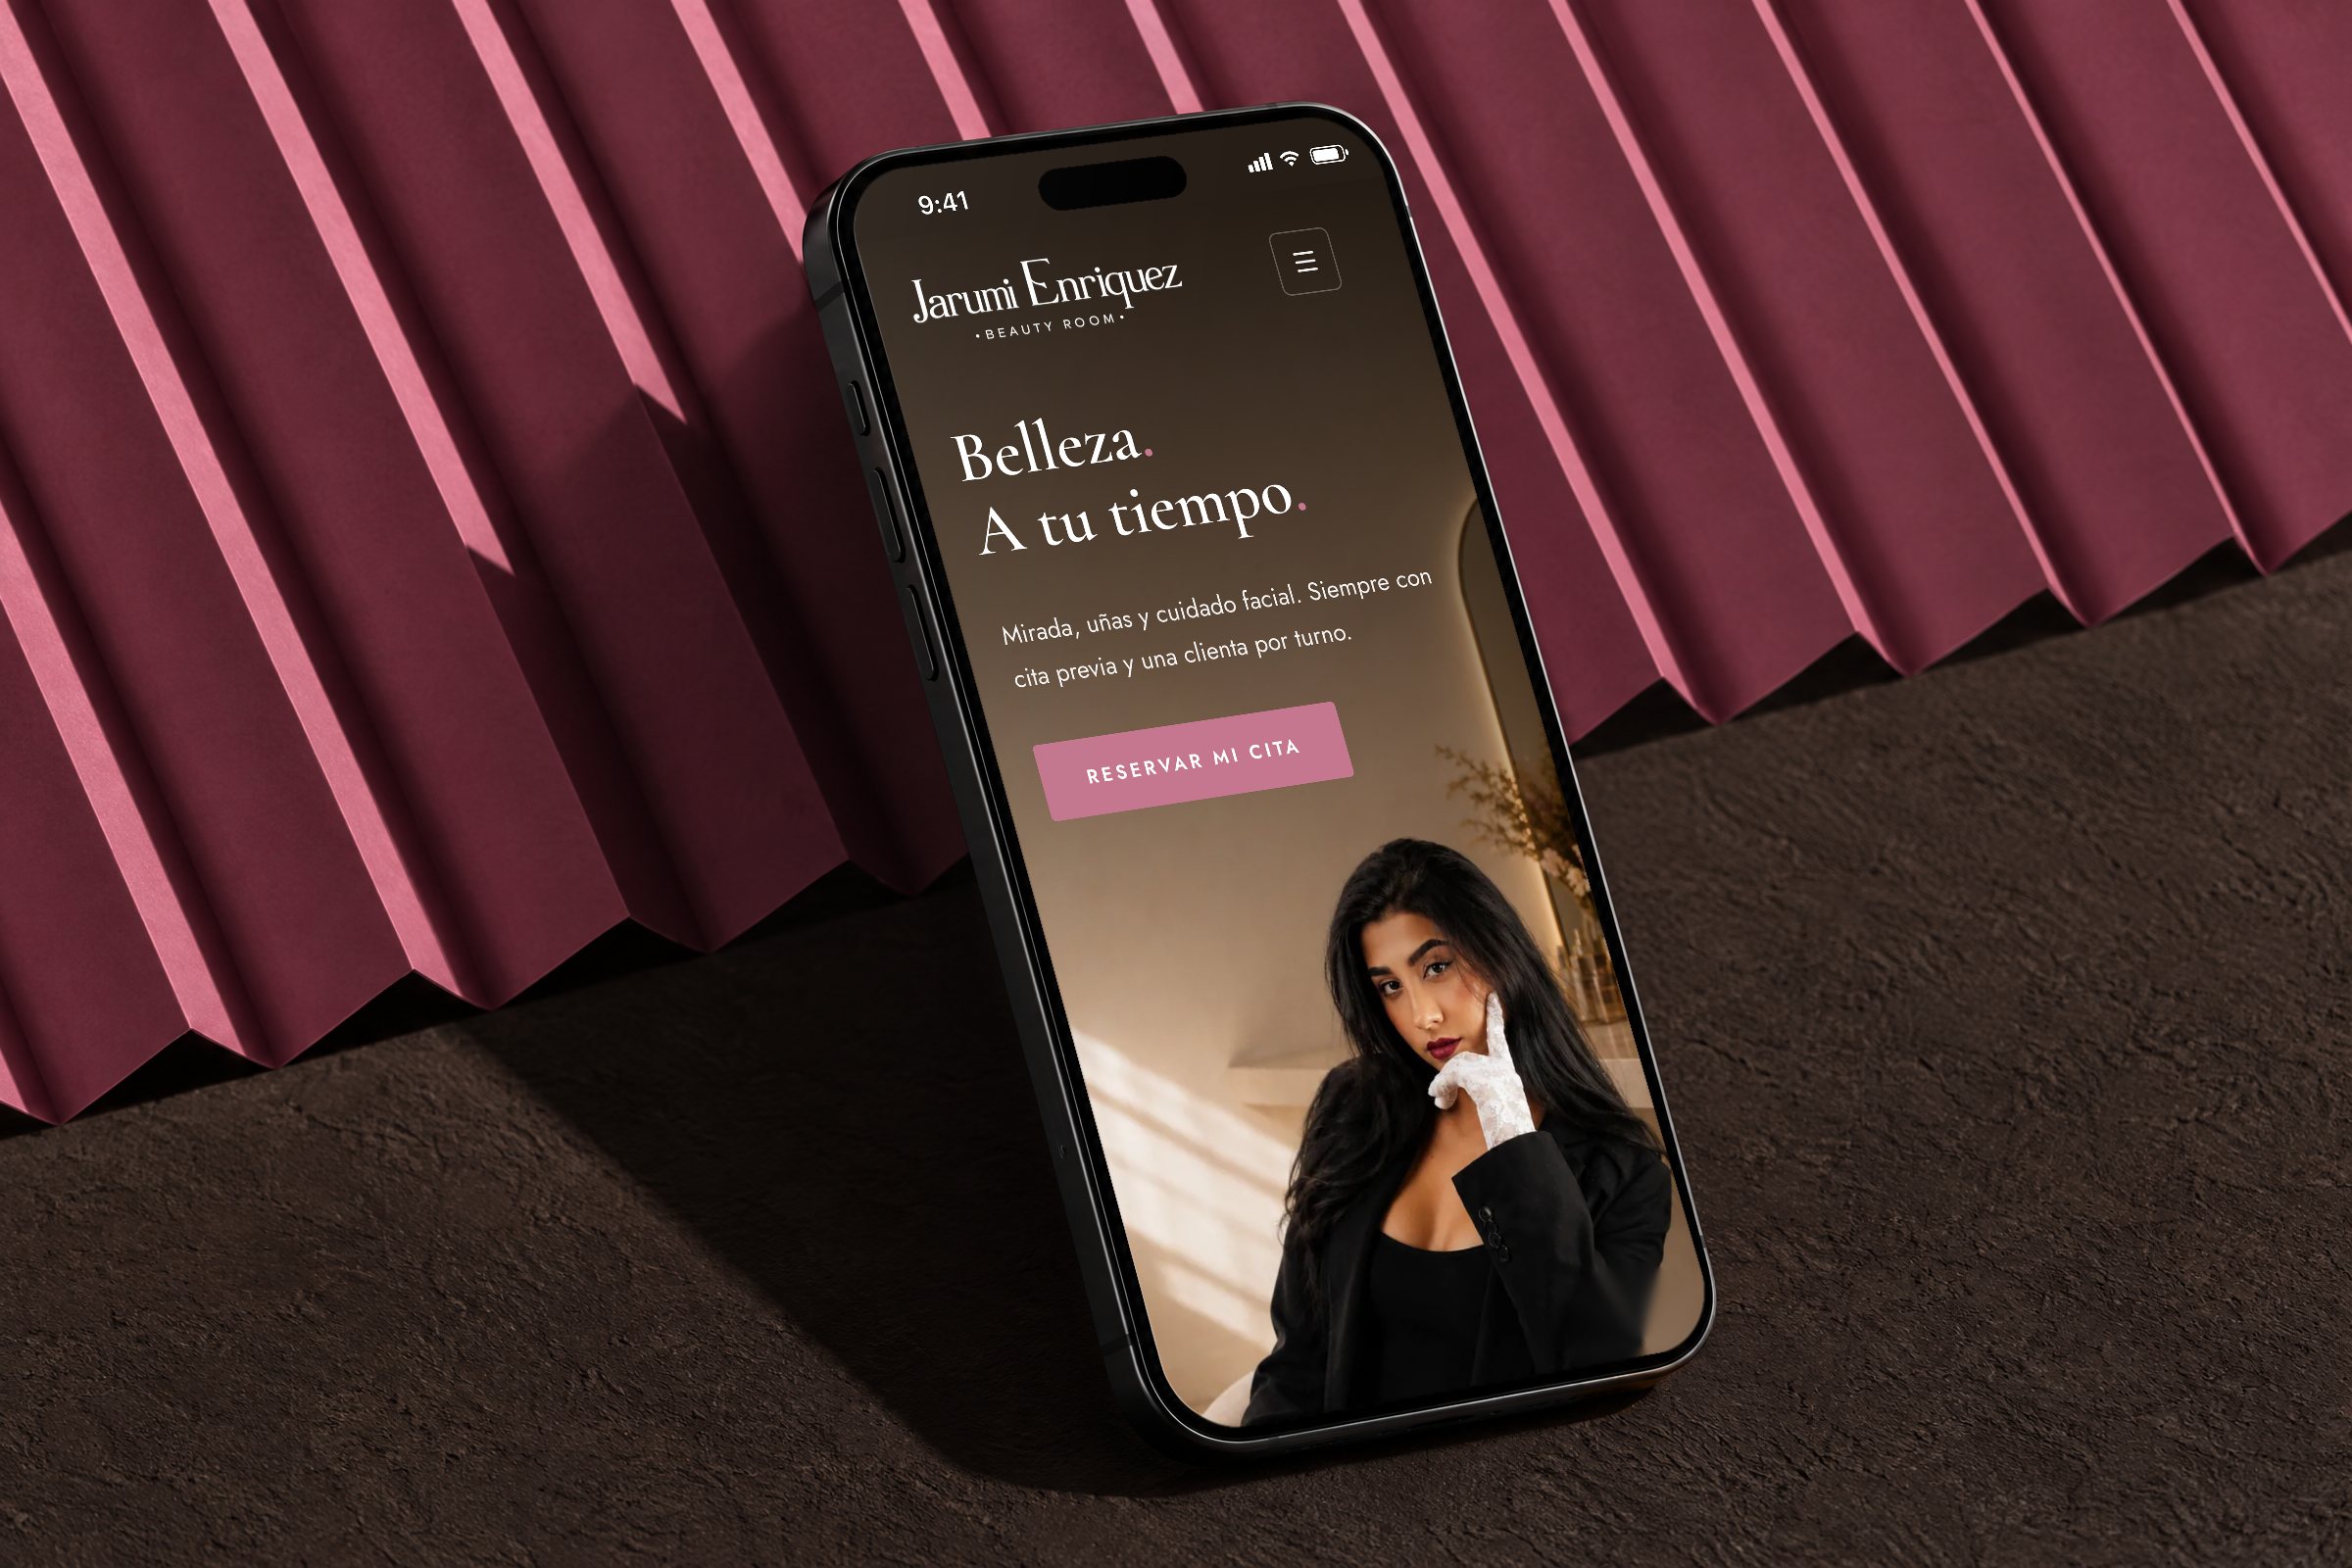 9:41
Jarumi Enriquez
• BEAUTY ROOM •
Belleza.
A tu tiempo.
Mirada, uñas y cuidado facial. Siempre con
cita previa y una clienta por turno.
RESERVAR MI CITA